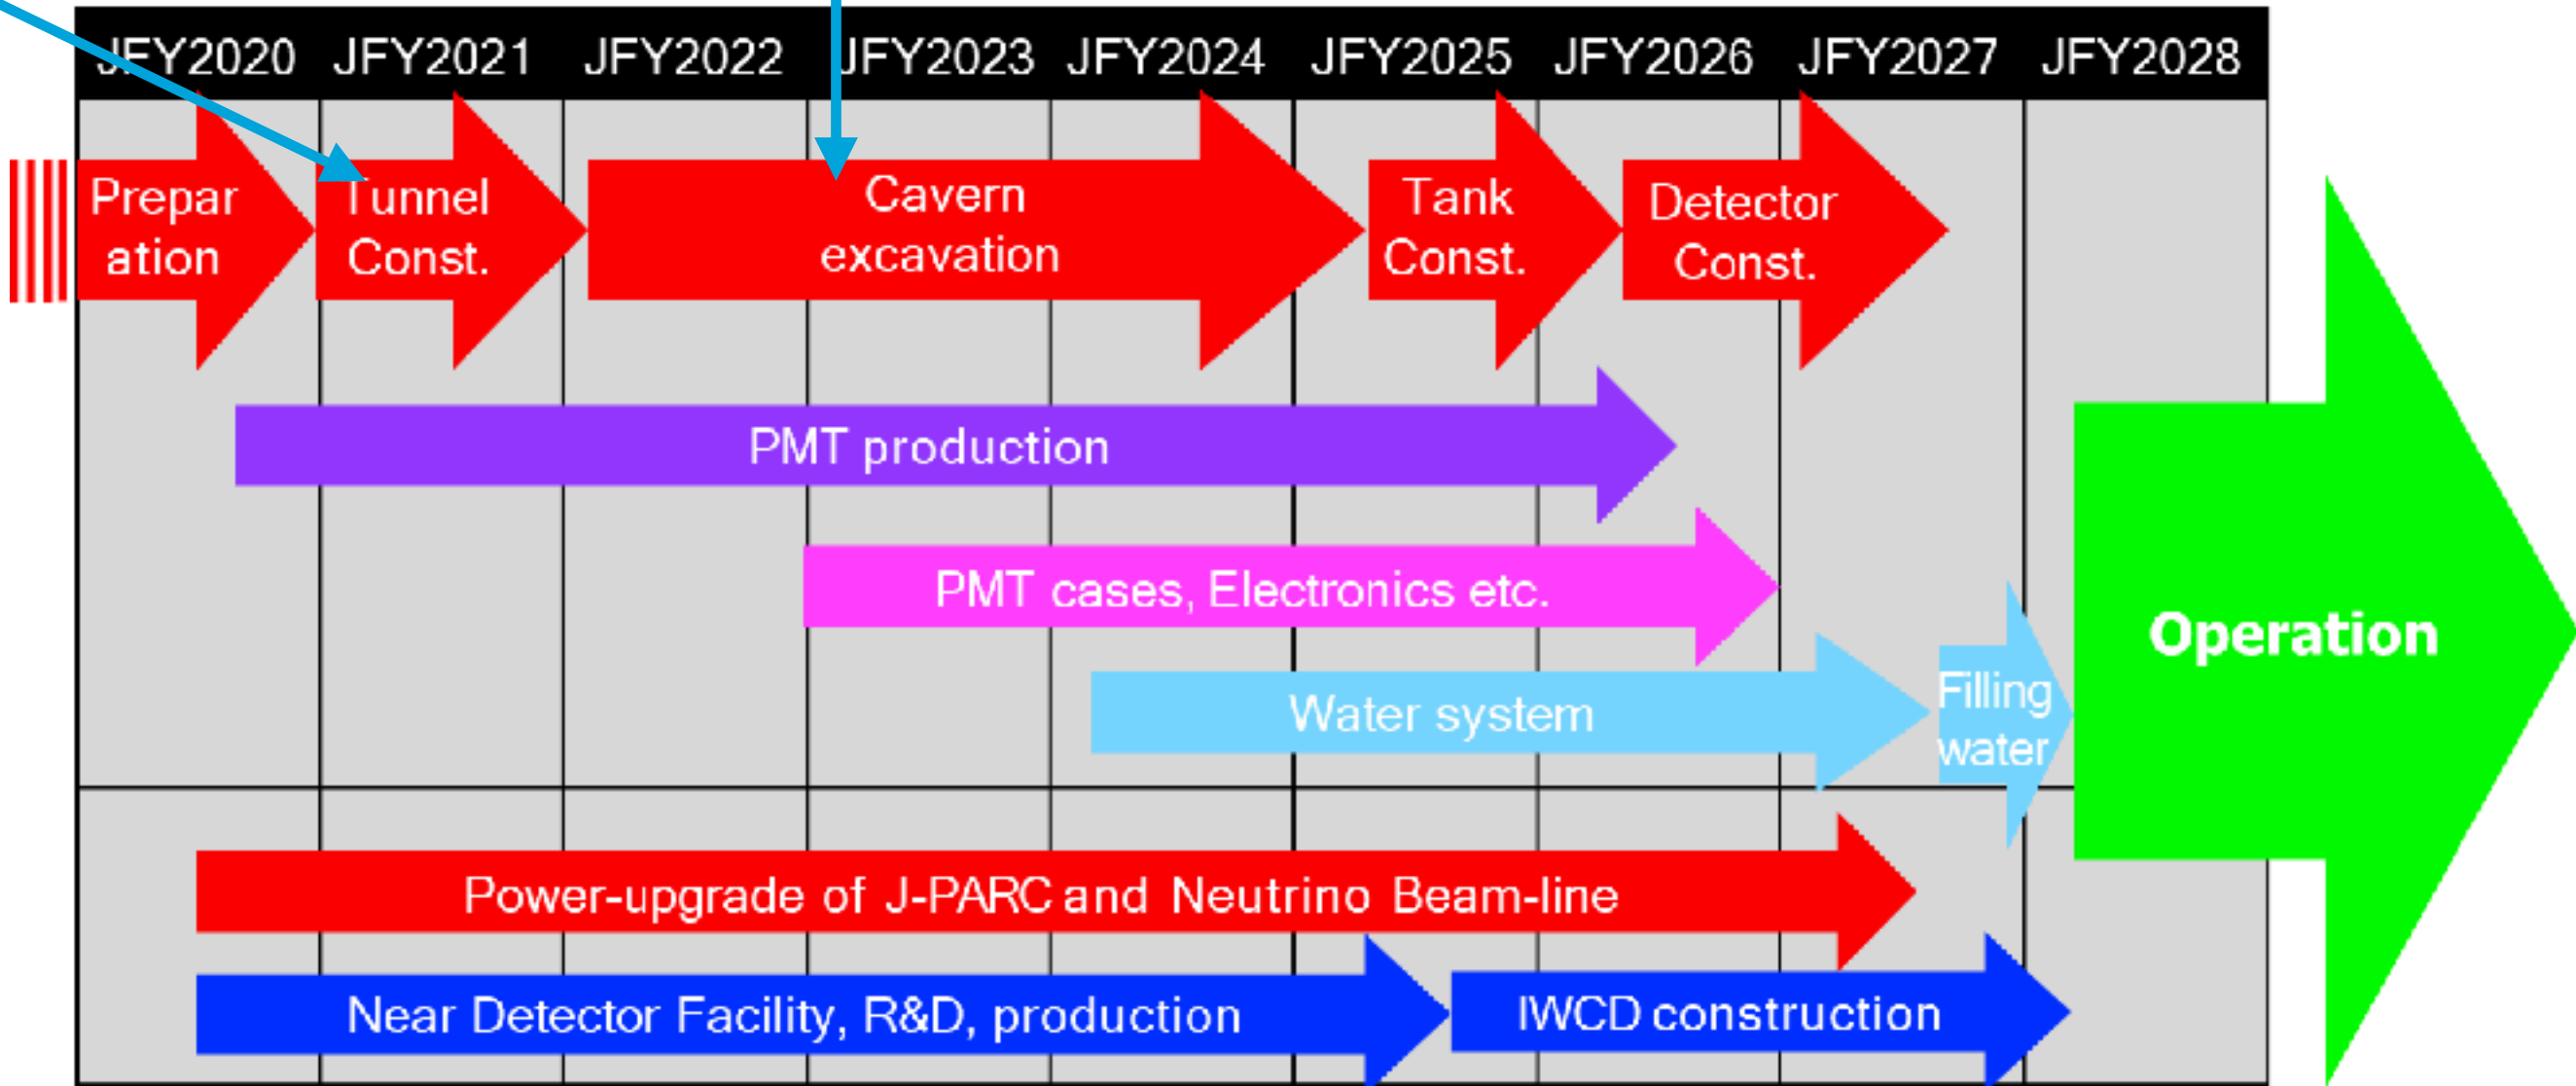 JFY2020 JFY2021 JFY2022 JFY2023 JFY2024 JFY2025 JFY2026 JFY2027 JFY2028
Prepar
ation
Tunnel
Const.
Cavern
excavation
Tank
Const.
Detector
Const.
PMT production
PMT cases, Electronics etc.
Water system
Filling
water
Operation
Power-upgrade of J-PARC and Neutrino Beam-line
Near Detector Facility, R&D, production
IWCD construction